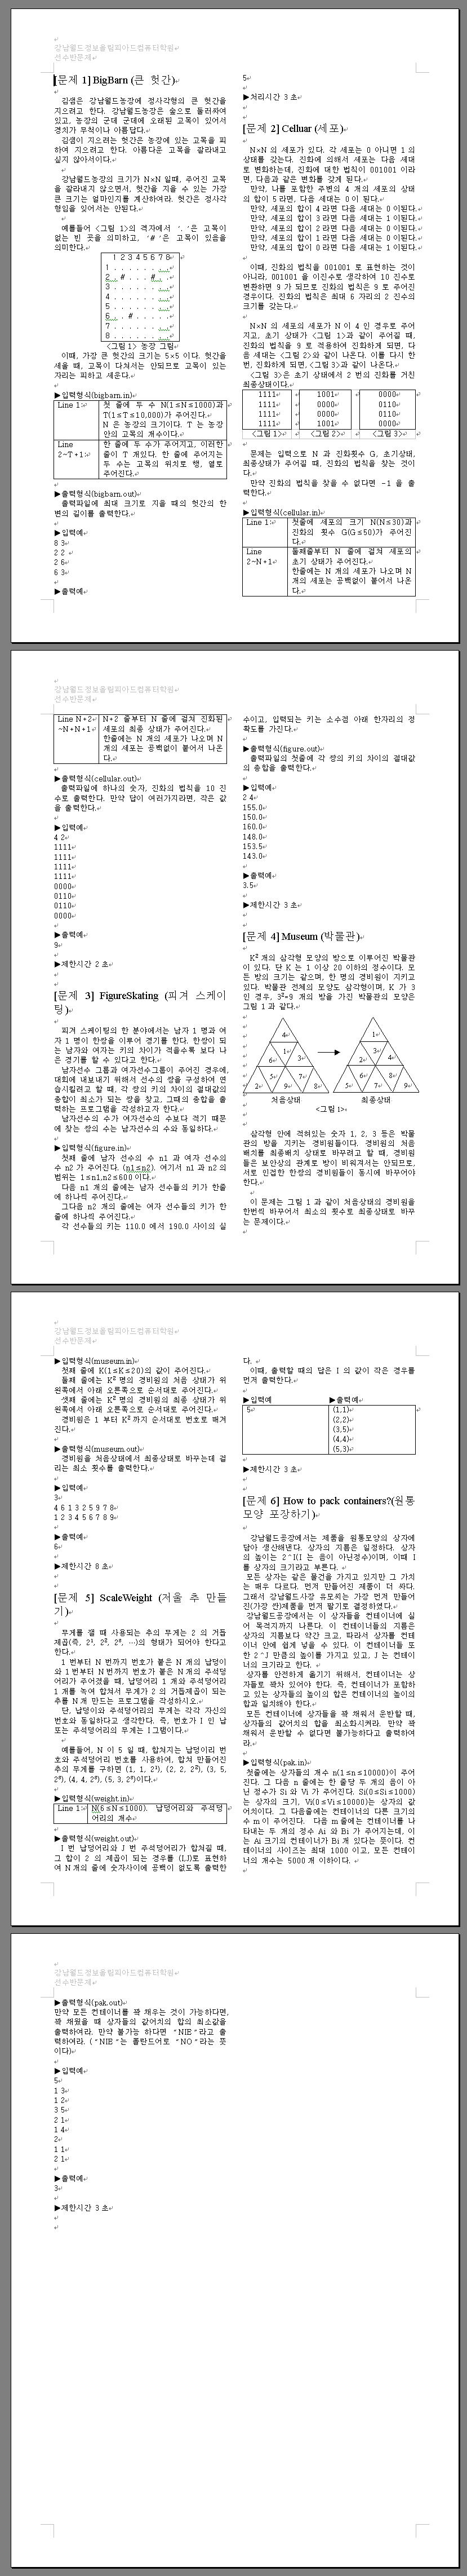 강남월드정보올림피아드컴퓨터학원
선수반문제
[문제 1] BigBarn (큰 헛간)
김샘은 강남월드농장에 정사각형의 큰 헛간을
지으려고 한다. 강남월드농장은 숲으로 둘러싸여
있고, 농장의 군데 군데에 오래된 고목이 있어서
경치가 무척이나 아름답다.
김샘이 지으려는 헛간은 농장에 있는 고목을 피
하여 지으려고 한다. 아름다운 고목을 잘라내고
싶지 않아서이다.
강남월드농장의 크기가 N×N 일때, 주어진 고목
을 잘라내지 않으면서, 헛간을 지을 수 있는 가장
큰 크기는 얼마인지를 계산하여라. 헛간은 정사각
형임을 잊어서는 안된다.
예를들어 <그림 1>의 격자에서 '.'은 고목이
없는 빈 곳을 의미하고, '#'은 고목이 있음을
의미한다.
1 2 3 4 5 6 7 8
1 . . . . . . . .
2 . # . . . # . .
3 . . . . . . . .
4 . . . . . . . .
5 . . . . . . . .
6 . . # . . . . .
7 . . . . . . . .
8 . . . . . . . .
<그림 1> 농장 그림
이때, 가장 큰 헛간의 크기는 5×5 이다. 헛간을
세울 때, 고목이 다쳐서는 안되므로 고목이 있는
자리는 피하고 세운다.
▶입력형식(bigbarn.in)
Line 1 첫 줄에 두 수 N(1≤N≤1000)과
T(1≤T≤10,000)가 주어진다.
N 은 농장의 크기이다. T 는 농장
안의 고목의 개수이다.
Line 2~T+1 한 줄에 두 수가 주어지고, 이러한
줄이 T 개있다. 한 줄에 주어지는
두 수는 고목의 위치로 행, 열로
주어진다.
▶출력형식(bigbarn.out)
출력파일에 최대 크기로 지을 때의 헛간의 한
변의 길이를 출력한다.
▶입력예
8 3
2 2
2 6
6 3
▶출력예
5
▶처리시간 3 초
[문제 2] Celluar (세포)
N×N 의 세포가 있다. 각 세포는 0 아니면 1 의
상태를 갖는다. 진화에 의해서 세포는 다음 세대
로 변화하는데, 진화에 대한 법칙이 001001 이라
면, 다음과 같은 변화를 갖게 된다.
만약, 나를 포함한 주변의 4 개의 세포의 상태
의 합이 5 라면, 다음 세대는 0 이 된다.
만약, 세포의 합이 4 라면 다음 세대는 0 이된다.
만약, 세포의 합이 3 라면 다음 세대는 1 이된다.
만약, 세포의 합이 2 라면 다음 세대는 0 이된다.
만약, 세포의 합이 1 라면 다음 세대는 0 이된다.
만약, 세포의 합이 0 라면 다음 세대는 1 이된다.
이때, 진화의 법칙을 001001 로 표현하는 것이
아니라, 001001 을 이진수로 생각하여 10 진수로
변환하면 9 가 되므로 진화의 법칙은 9 로 주어진
경우이다. 진화의 법칙은 최대 6 자리의 2 진수의
크기를 갖는다.
N×N 의 세포의 세포가 N 이 4 인 경우로 주어
지고, 초기 상태가 <그림 1>과 같이 주어질 때,
진화의 법칙을 9 로 적용하여 진화하게 되면, 다
음 세대는 <그림 2>와 같이 나온다. 이를 다시 한
번, 진화하게 되면, <그림 3>과 같이 나온다.
<그림 3>은 초기 상태에서 2 번의 진화를 거친
최종상태이다.
1111 1001 0000
1111 0000 0110
1111 0000 0110
1111 1001 0000
<그림 1> <그림 2> <그림 3>
문제는 입력으로 N 과 진화횟수 G, 초기상태,
최종상태가 주어질 때, 진화의 법칙을 찾는 것이
다.
만약 진화의 법칙을 찾을 수 없다면 -1 을 출
력한다.
▶입력형식(cellular.in)
Line 1 첫줄에 세포의 크기 N(N≤30)과
진화의 횟수 G(G≤50)가 주어진
다.
Line 2~N+1 둘째줄부터 N 줄에 걸쳐 세포의
초기 상태가 주어진다.
한줄에는 N 개의 세포가 나오며 N
개의 세포는 공백없이 붙어서 나온
다.
강남월드정보올림피아드컴퓨터학원
선수반문제
Line N+2 ~N+N+1 N+2 줄부터 N 줄에 걸쳐 진화된
세포의 최종 상태가 주어진다.
한줄에는 N 개의 세포가 나오며 N
개의 세포는 공백없이 붙어서 나온
다.
▶출력형식(cellular.out)
출력파일에 하나의 숫자, 진화의 법칙을 10 진
수로 출력한다. 만약 답이 여러가지라면, 작은 값
을 출력한다.
▶입력예
4 2
1111
1111
1111
1111
0000
0110
0110
0000
▶출력예
9
▶제한시간 2 초
[문제 3] FigureSkating (피겨 스케이
팅)
피겨 스케이팅의 한 분야에서는 남자 1 명과 여
자 1 명이 한쌍을 이루어 경기를 한다. 한쌍이 되
는 남자와 여자는 키의 차이가 적을수록 보다 나
은 경기를 할 수 있다고 한다.
남자선수 그룹과 여자선수그룹이 주어진 경우에,
대회에 내보내기 위해서 선수의 쌍을 구성하여 연
습시킬려고 할 때, 각 쌍의 키의 차이의 절대값의
총합이 최소가 되는 쌍을 찾고, 그때의 총합을 출
력하는 프로그램을 작성하고자 한다.
남자선수의 수가 여자선수의 수보다 적기 때문
에 찾는 쌍의 수는 남자선수의 수와 동일하다.
▶입력형식(figure.in)
첫째 줄에 남자 선수의 수 n1 과 여자 선수의
수 n2 가 주어진다. (n1≤n2). 여기서 n1 과 n2 의
범위는 1≤n1,n2≤600 이다.
다음 n1 개의 줄에는 남자 선수들의 키가 한줄
에 하나씩 주어진다.
그다음 n2 개의 줄에는 여자 선수들의 키가 한
줄에 하나씩 주어진다.
각 선수들의 키는 110.0 에서 190.0 사이의 실
수이고, 입력되는 키는 소수점 아래 한자리의 정
확도를 가진다.
▶출력형식(figure.out)
출력파일의 첫줄에 각 쌍의 키의 차이의 절대값
의 총합을 출력한다.
▶입력예
2 4
155.0
150.0
160.0
148.0
153.5
143.0
▶출력예
3.5
▶제한시간 3 초
[문제 4] Museum (박물관)
K² 개의 삼각형 모양의 방으로 이루어진 박물관
이 있다. 단 K 는 1 이상 20 이하의 정수이다. 모
든 방의 크기는 같으며, 한 명의 경비원이 지키고
있다. 박물관 전체의 모양도 삼각형이며, K 가 3
인 경우, 3²=9 개의 방을 가진 박물관의 모양은
그림 1 과 같다.
4 1
1 3
6 3 2 4
5 9 7 6 7
2 8 5 8 9
처음상태 최종상태
<그림 1>
삼각형 안에 적혀있는 숫자 1, 2, 3 등은 박물
관의 방을 지키는 경비원들이다. 경비원의 처음
배치를 최종배치 상태로 바꾸려고 할 때, 경비원
들은 보안상의 관계로 방이 비워져서는 안되므로,
서로 인접한 한쌍의 경비원들이 동시에 바꾸어야
한다.
이 문제는 그림 1 과 같이 처음상태의 경비원을
한번씩 바꾸어서 최소의 횟수로 최종상태로 바꾸
는 문제이다.
강남월드정보올림피아드컴퓨터학원
선수반문제
▶입력형식(museum.in)
첫째 줄에 K(1≤K≤20)의 값이 주어진다.
둘째 줄에는 K² 명의 경비원의 처음 상태가 위
왼쪽에서 아래 오른쪽으로 순서대로 주어진다.
셋째 줄에는 K² 명의 경비원의 최종 상태가 위
왼쪽에서 아래 오른쪽으로 순서대로 주어진다.
경비원은 1 부터 K² 까지 순서대로 번호로 매겨
진다.
▶출력형식(museum.out)
경비원을 처음상태에서 최종상태로 바꾸는데 걸
리는 최소 횟수를 출력한다.
▶입력예
3
4 6 1 3 2 5 9 7 8
1 2 3 4 5 6 7 8 9
▶출력예
6
▶제한시간 8 초
[문제 5] ScaleWeight (저울 추 만들
기)
무게를 잴 때 사용되는 추의 무게는 2 의 거듭
제곱(즉, 2¹, 2², 2³, …)의 형태가 되어야 한다고
한다.
1 번부터 N 번까지 번호가 붙은 N 개의 납덩이
와 1 번부터 N 번까지 번호가 붙은 N 개의 주석덩
어리가 주어졌을 때, 납덩어리 1 개와 주석덩어리
1 개를 녹여 합쳐서 무게가 2 의 거듭제곱이 되는
추를 N 개 만드는 프로그램을 작성하시오.
단, 납덩이와 주석덩어리의 무게는 각각 자신의
번호와 동일하다고 생각한다. 즉, 번호가 I 인 납
또는 주석덩어리의 무게는 I그램이다.
예를들어, N 이 5 일 때, 합쳐지는 납덩이리 번
호와 주석덩어리 번호를 사용하여, 합쳐 만들어진
추의 무게를 구하면 (1, 1, 2¹), (2, 2, 2²), (3, 5,
2³), (4, 4, 2³), (5, 3, 2³)이다.
▶입력형식(weight.in)
Line 1 N(6≤N≤1000). 납덩어리와 주석덩
어리의 개수
▶출력형식(weight.out)
I 번 납덩어리와 J 번 주석덩어리가 합쳐질 때,
그 합이 2 의 제곱이 되는 경우를 (I,J)로 표현하
여 N개의 줄에 숫자사이에 공백이 없도록 출력한
다.
이때, 출력할 때의 답은 I 의 값이 작은 경우를
먼저 출력한다.
▶입력예 ▶출력예
5 (1,1)
(2,2)
(3,5)
(4,4)
(5,3)
▶제한시간 3 초
[문제 6] How to pack containers?(원통
모양 포장하기)
강남월드공장에서는 제품을 원통모양의 상자에
담아 생산해낸다. 상자의 지름은 일정하다. 상자
의 높이는 2^I(I 는 음이 아닌정수)이며, 이때 I
를 상자의 크기라고 부른다.
모든 상자는 같은 물건을 가지고 있지만 그 가치
는 매우 다르다. 먼저 만들어진 제품이 더 싸다.
그래서 강남월드사장 유모씨는 가장 먼저 만들어
진(가장 싼)제품을 먼저 팔기로 결정하였다.
강남월드공장에서는 이 상자들을 컨테이너에 실
어 목적지까지 나른다. 컨테이너들의 지름은
상자의 지름보다 약간 크고, 따라서 상자를 컨테
이너 안에 쉽게 넣을 수 있다. 이 컨테이너들 또
한 2^J 만큼의 높이를 가지고 있고, J 는 컨테이
너의 크기라고 한다.
상자를 안전하게 옮기기 위해서, 컨테이너는 상
자들로 꽉차 있어야 한다. 즉, 컨테이너가 포함하
고 있는 상자들의 높이의 합은 컨테이너의 높이의
합과 일치해야 한다.
모든 컨테이너에 상자들을 꽉 채워서 운반할 때,
상자들의 값어치의 합을 최소화시켜라. 만약 꽉
채워서 운반할 수 없다면 불가능하다고 출력하여
라.
▶입력형식(pak.in)
첫줄에는 상자들의 개수 n(1≤n≤10000)이 주어
진다. 그 다음 n 줄에는 한 줄당 두 개의 음이 아
닌 정수가 Si 와 Vi 가 주어진다. Si(0≤Si≤1000)
는 상자의 크기, Vi(0≤Vi≤10000)는 상자의 값
어치이다. 그 다음줄에는 컨테이너의 다른 크기의
수 m이 주어진다. 다음 m줄에는 컨테이너를 나
타내는 두 개의 정수 Ai 와 Bi 가 주어지는데, 이
는 Ai 크기의 컨테이너가 Bi 개 있다는 뜻이다. 컨
테이너의 사이즈는 최대 1000 이고, 모든 컨테이
너의 개수는 5000 개 이하이다.
강남월드정보올림피아드컴퓨터학원
선수반문제
▶출력형식(pak.out)
만약 모든 컨테이너를 꽉 채우는 것이 가능하다면,
꽉 채웠을 때 상자들의 값어치의 합의 최소값을
출력하여라. 만약 불가능 하다면 "NIE"라고 출
력하여라. ("NIE"는 폴란드어로 "NO"라는 뜻
이다)
▶입력예
5
1 3
1 2
3 5
2 1
1 4
2
1 1
2 1
▶출력예
3
▶제한시간 3 초